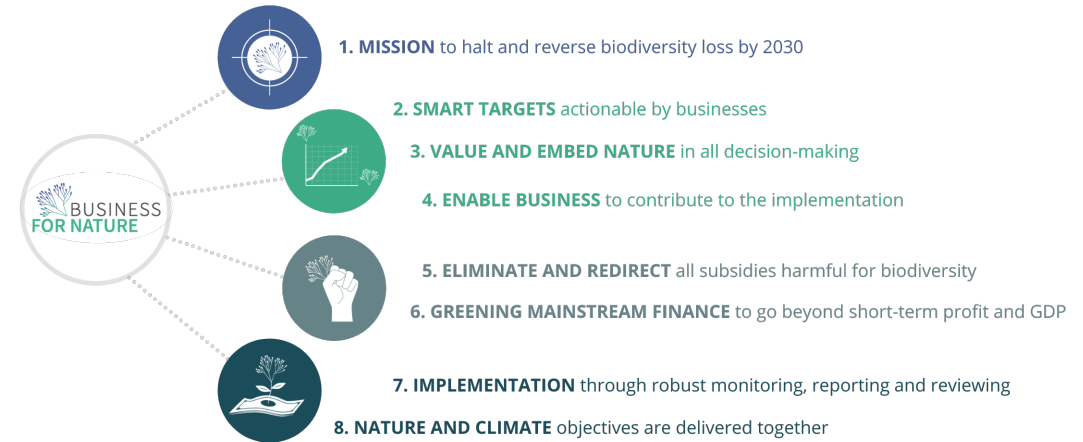 1. MISSION to halt and reverse biodiversity loss by 2030
2. SMART TARGETS actionable by businesses
3. VALUE AND EMBED NATURE in all decision-making
4. ENABLE BUSINESS to contribute to the implementation
BUSINESS
FOR NATURE
5. ELIMINATE AND REDIRECT all subsidies harmful for biodiversity
6. GREENING MAINSTREAM FINANCE to go beyond short-term profit and GDP
7. IMPLEMENTATION through robust monitoring, reporting and reviewing
8. NATURE AND CLIMATE objectives are delivered together